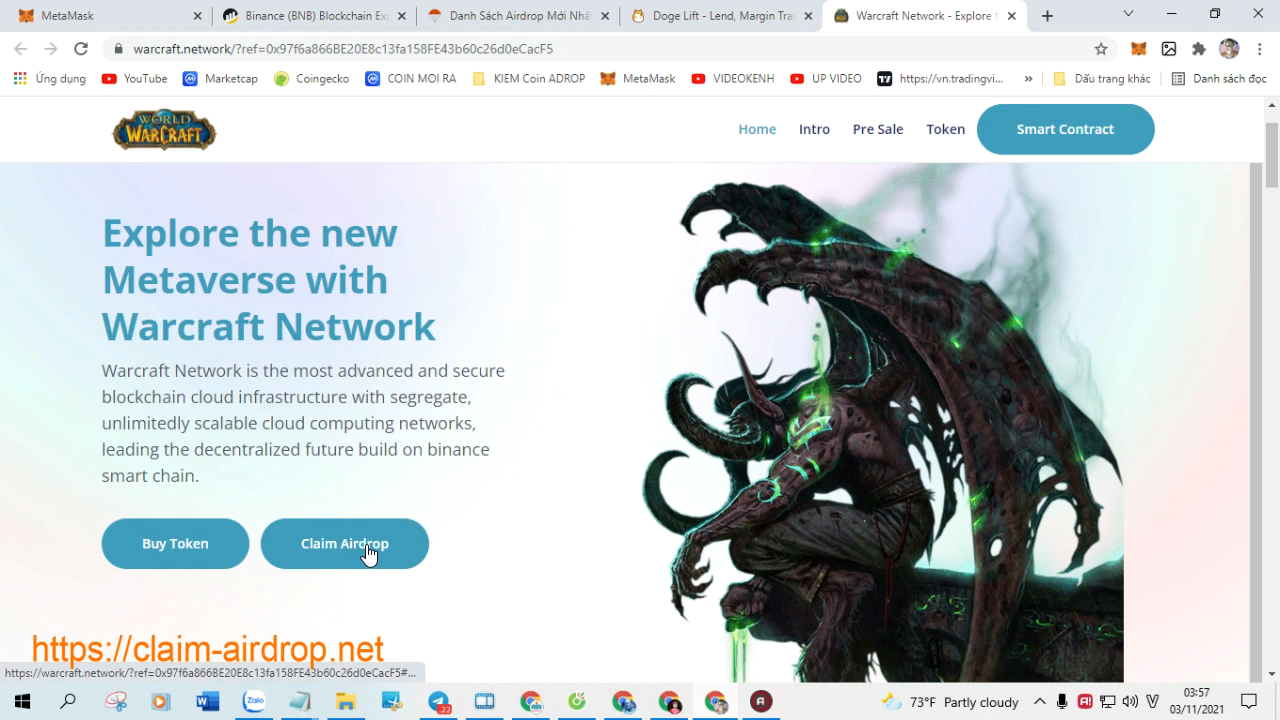 MetaMask
Binance (BNB) Blockchain Exp
Danh Sách Airdrop Mới Nhấ
Doge Lift - Lend, Margin Tra
Warcraft Network - Explore t
warcraft.network/?ref=0x97f6a866BE20E8c13fa158FE43b60c26d0eCacF5
Ứng dụng
YouTube
Marketcap
Coingecko
COIN MOI RA
KIEM Coin ADROP
MetaMask
VIDEOKENH
UP VIDEO
https://vn.tradingvi...
»
Dấu trang khác
Danh sách đọc
WORLD
WARCRAFT
Home
Intro
Pre Sale
Token
Smart Contract
Explore the new
Metaverse with
Warcraft Network
Warcraft Network is the most advanced and secure
blockchain cloud infrastructure with segregate,
unlimitedly scalable cloud computing networks,
leading the decentralized future build on binance
smart chain.
Buy Token
Claim Airdrop
https://claim-airdrop.net
https://warcraft.network/?ref=0x97f6a866BE20E8c13fa158FE43b60c26d0eCacF5#...
Zalo
22
73°F Partly cloudy
03:57
03/11/2021